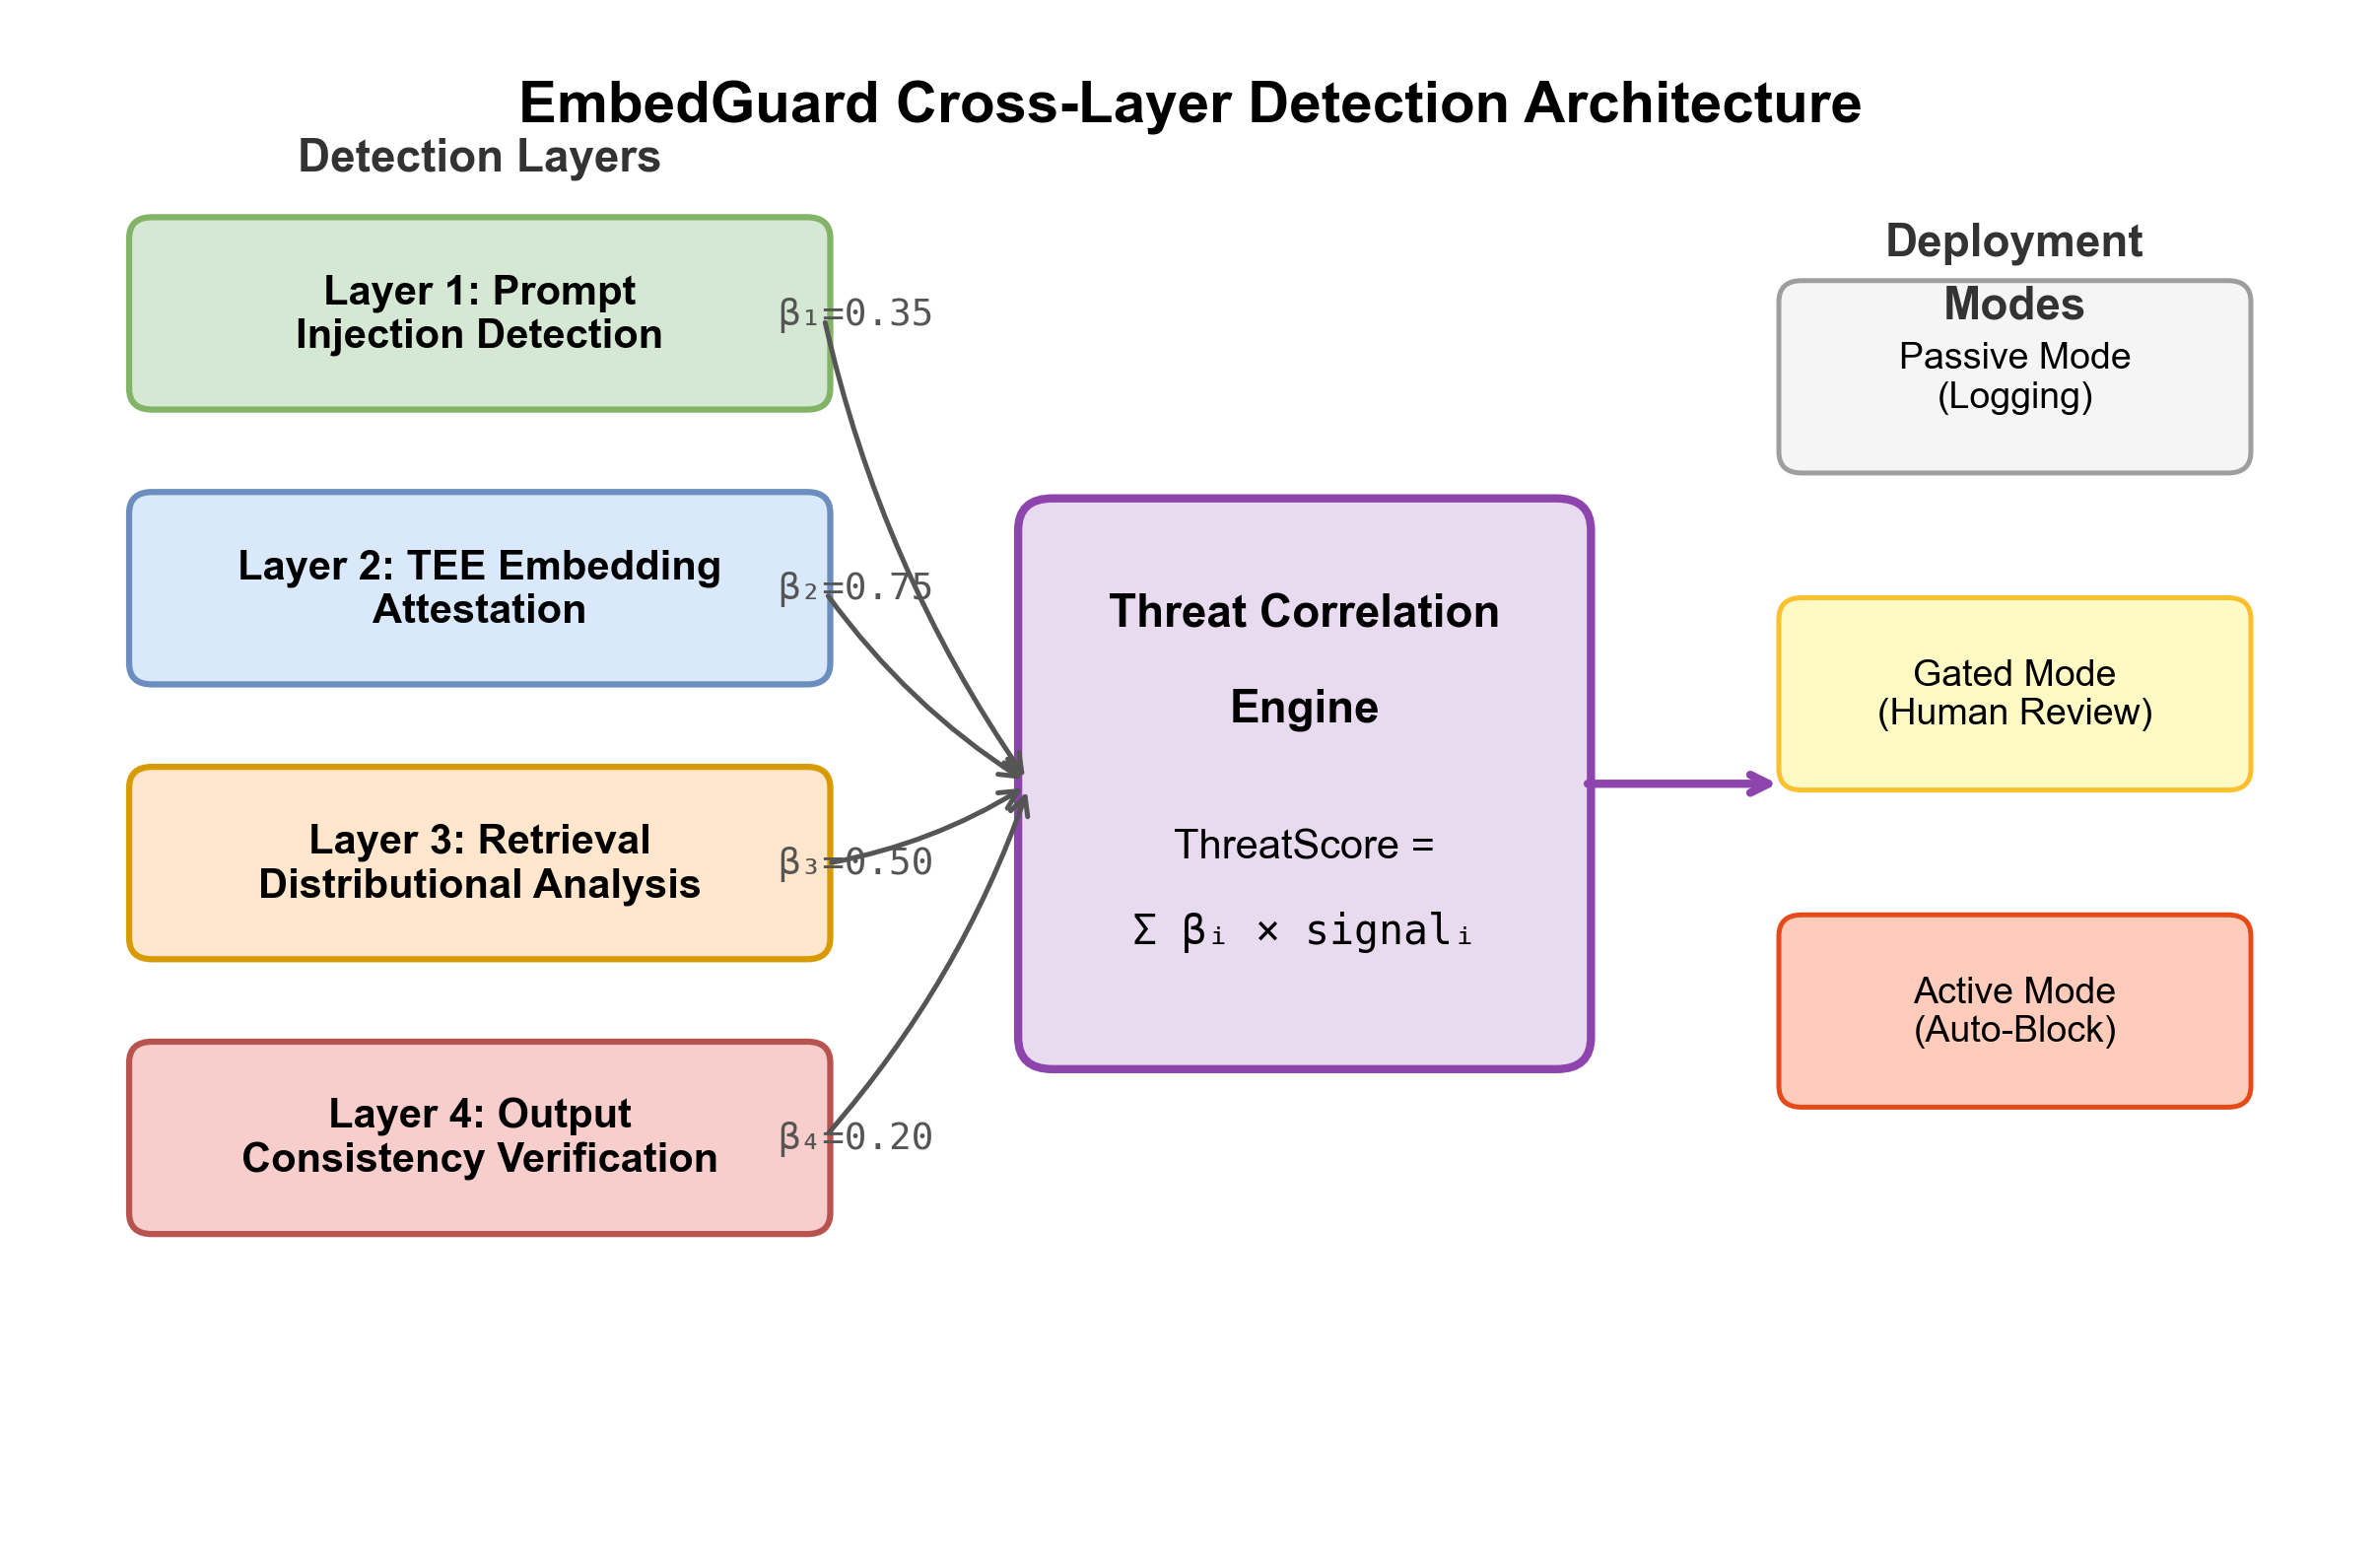 EmbedGuard Cross-Layer Detection Architecture
Detection Layers
Layer 1: Prompt
Injection Detection
β₁=0.35
Layer 2: TEE Embedding
Attestation
β₂=0.75
Layer 3: Retrieval
Distributional Analysis
β₃=0.50
Layer 4: Output
Consistency Verification
β₄=0.20
Threat Correlation
Engine
ThreatScore =
Σ βᵢ × signalᵢ
Deployment
Modes
Passive Mode
(Logging)
Gated Mode
(Human Review)
Active Mode
(Auto-Block)